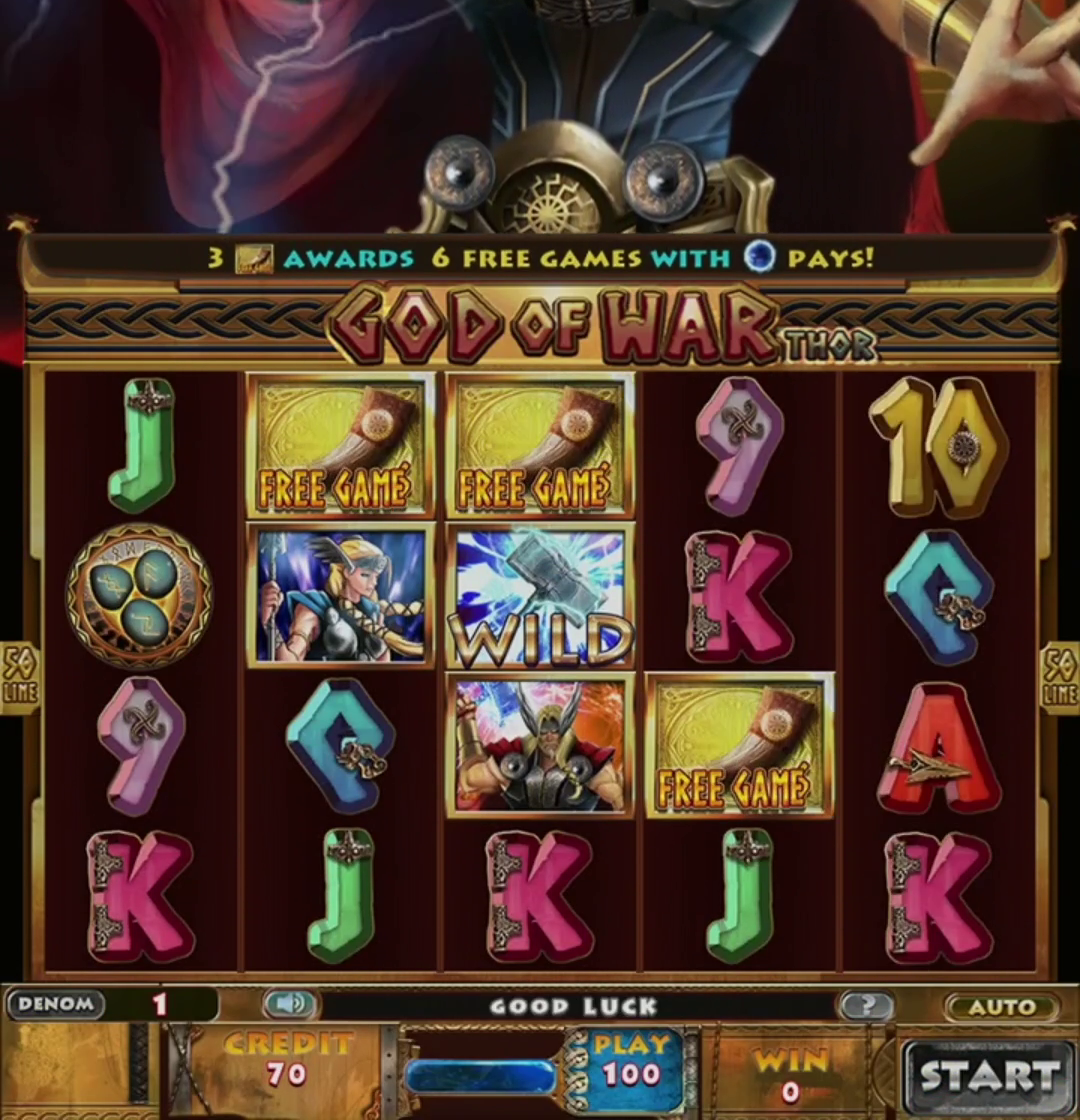 3 AWARDS 6 FREE GAMES WITH PAYS!
GOD OF WAR THOR
J FREE GAME FREE GAME 9 10
WILD K Q
50 LINE 50 LINE
9 Q FREE GAME A
K J K J K
DENOM 1 GOOD LUCK ? AUTO
CREDIT PLAY WIN START
70 100 0